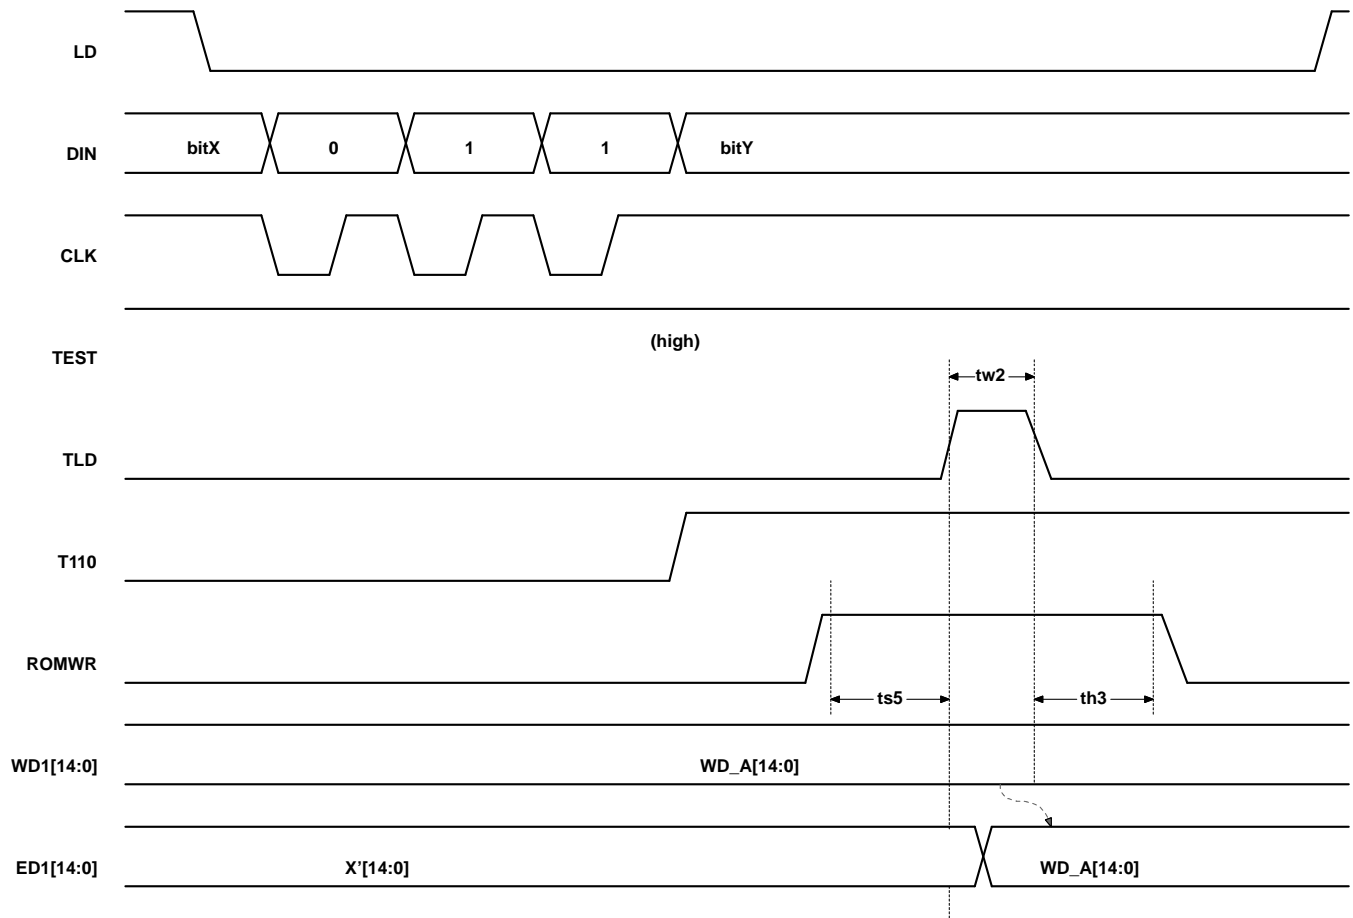 LD
DIN bitX 0 1 1 bitY
CLK
(high)
TEST
tw2
TLD
T110
ROMWR
ts5 th3
WD1[14:0] WD_A[14:0]
ED1[14:0] X’[14:0] WD_A[14:0]